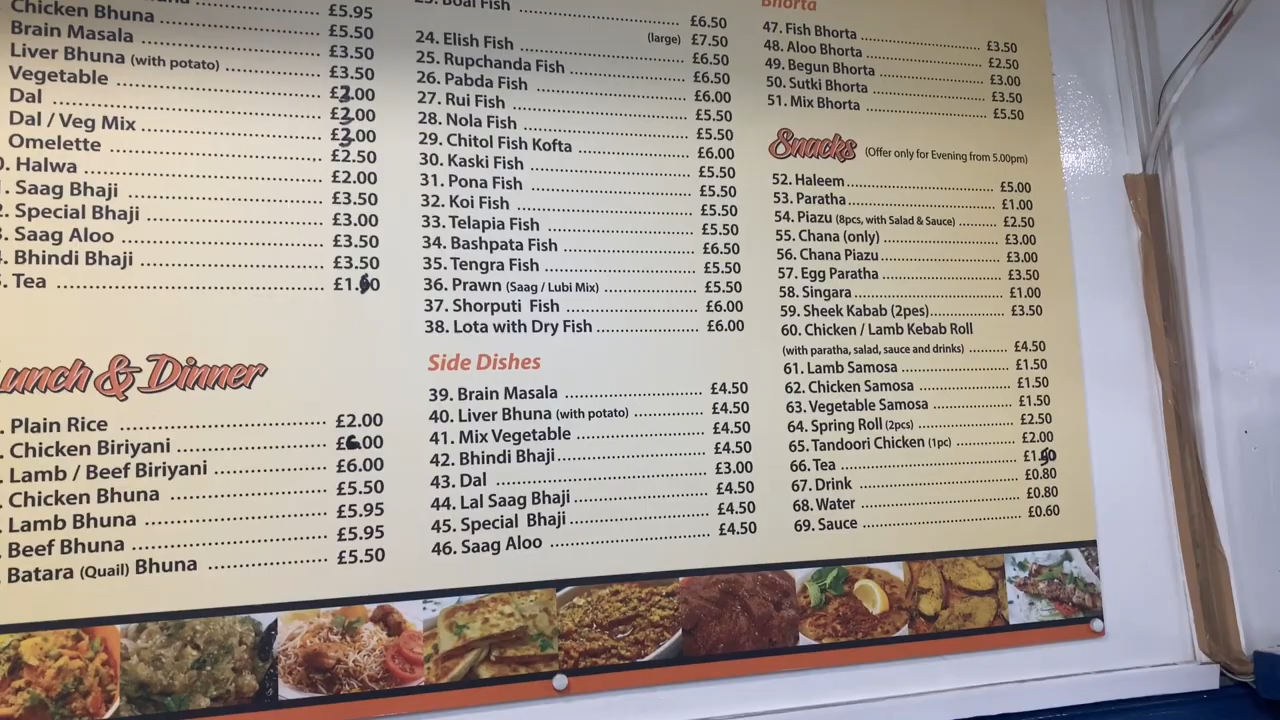 £5.95
Chicken Bhuna £5.50
Brain Masala £3.50
Liver Bhuna (with potato) £3.50
Vegetable £3.00
Dal £3.00
Dal / Veg Mix £3.00
Omelette £2.50
Halwa £2.00
Saag Bhaji £3.50
Special Bhaji £3.00
Saag Aloo £3.50
Bhindi Bhaji £3.50
Tea
Lunch & Dinner
Plain Rice £2.00
Chicken Biriyani £6.00
Lamb / Beef Biriyani £6.00
Chicken Bhuna £5.50
Lamb Bhuna £5.95
Beef Bhuna £5.95
Batara (Quail) Bhuna £5.50
Boal Fish £6.50
24. Elish Fish (large) £7.50
25. Rupchanda Fish £6.50
26. Pabda Fish £6.50
27. Rui Fish £6.00
28. Nola Fish £5.50
29. Chitol Fish Kofta £5.50
30. Kaski Fish £6.00
31. Pona Fish £5.50
32. Koi Fish £5.50
33. Telapia Fish £5.50
34. Bashpata Fish £5.50
35. Tengra Fish £6.50
36. Prawn (Saag / Lubi Mix) £5.50
37. Shorputi Fish £5.50
38. Lota with Dry Fish £6.00
£6.00
Side Dishes
39. Brain Masala £4.50
40. Liver Bhuna (with potato) £4.50
41. Mix Vegetable £4.50
42. Bhindi Bhaji £4.50
43. Dal £3.00
44. Lal Saag Bhaji £4.50
45. Special Bhaji £4.50
46. Saag Aloo £4.50
Bhorta
47. Fish Bhorta £3.50
48. Aloo Bhorta £2.50
49. Begun Bhorta £3.00
50. Sutki Bhorta £3.50
51. Mix Bhorta £5.50
Snacks (Offer only for Evening from 5.00pm)
52. Haleem £5.00
53. Paratha £1.00
54. Piazu (8pcs, with Salad & Sauce) £2.50
55. Chana (only) £3.00
56. Chana Piazu £3.00
57. Egg Paratha £3.50
58. Singara £1.00
59. Sheek Kabab (2pes) £3.50
60. Chicken / Lamb Kebab Roll
(with paratha, salad, sauce and drinks) £4.50
61. Lamb Samosa £1.50
62. Chicken Samosa £1.50
63. Vegetable Samosa £1.50
64. Spring Roll (2pcs) £2.50
65. Tandoori Chicken (1pc) £2.00
66. Tea £1.50
67. Drink £0.80
68. Water £0.80
69. Sauce £0.60